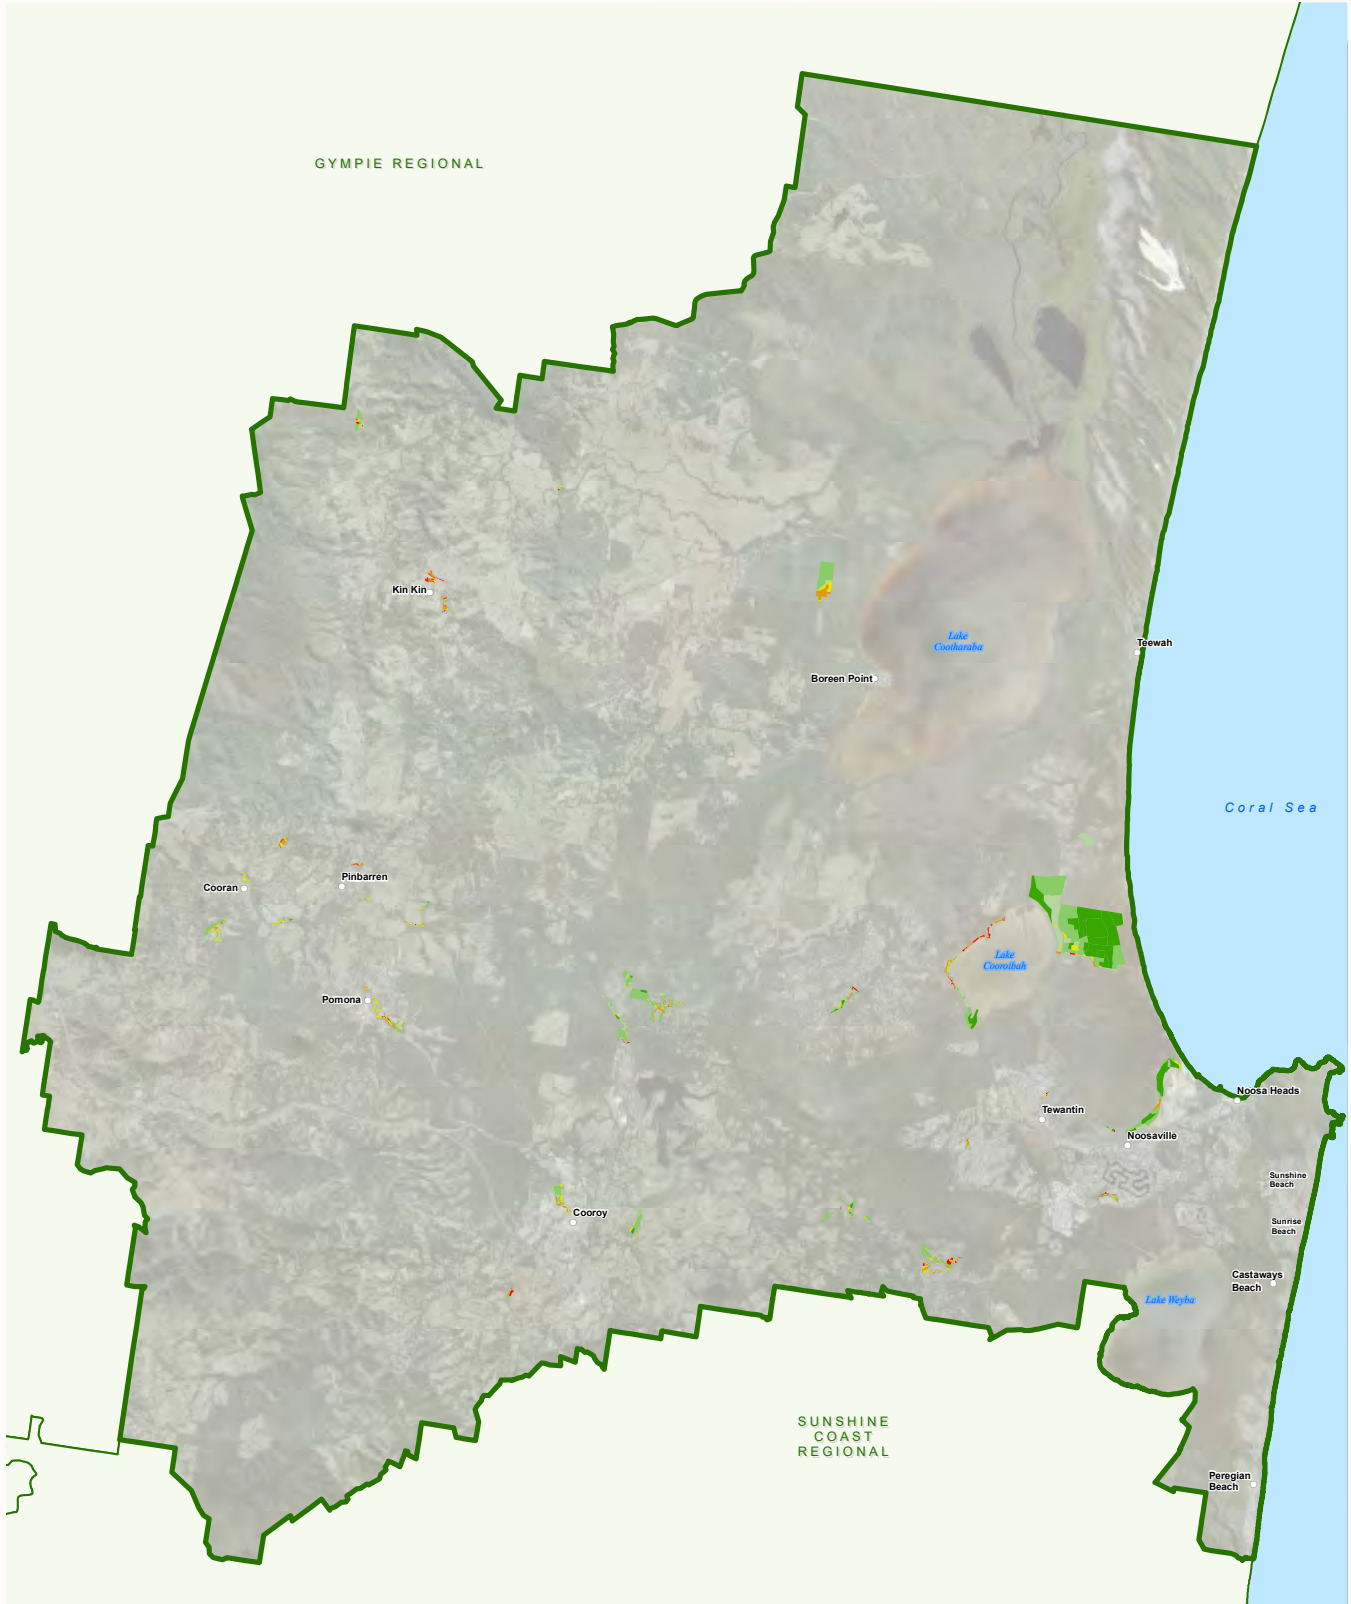 GYMPIE REGIONAL
Kin Kin
Lake
Cootharaba
Teewah
Boreen Point
Coral Sea
Pinbarren
Cooran
Lake
Cooroibah
Pomona
Noosa Heads
Tewantin
Noosaville
Sunshine
Beach
Cooroy
Sunrise
Beach
Castaways
Beach
Lake Weyba
SUNSHINE
COAST
REGIONAL
Peregian
Beach